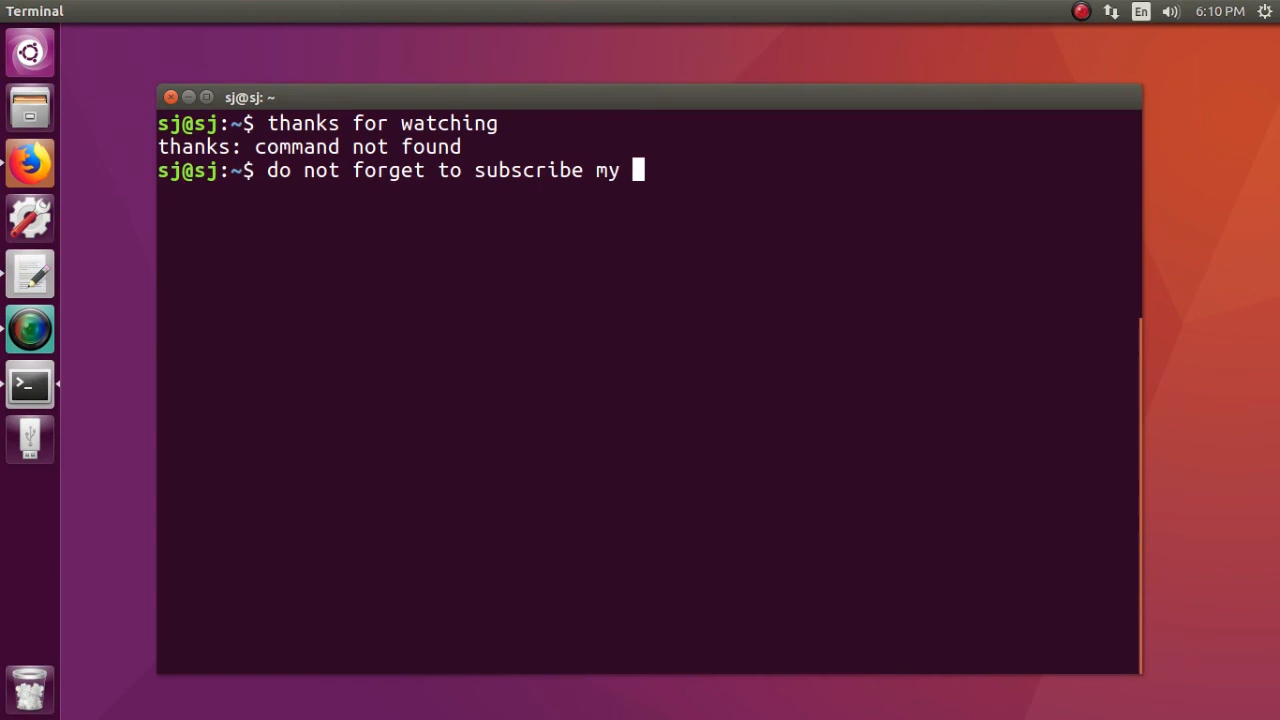 Terminal
En
6:10 PM
sj@sj: ~
sj@sj:~$ thanks for watching
thanks: command not found
sj@sj:~$ do not forget to subscribe my
>_